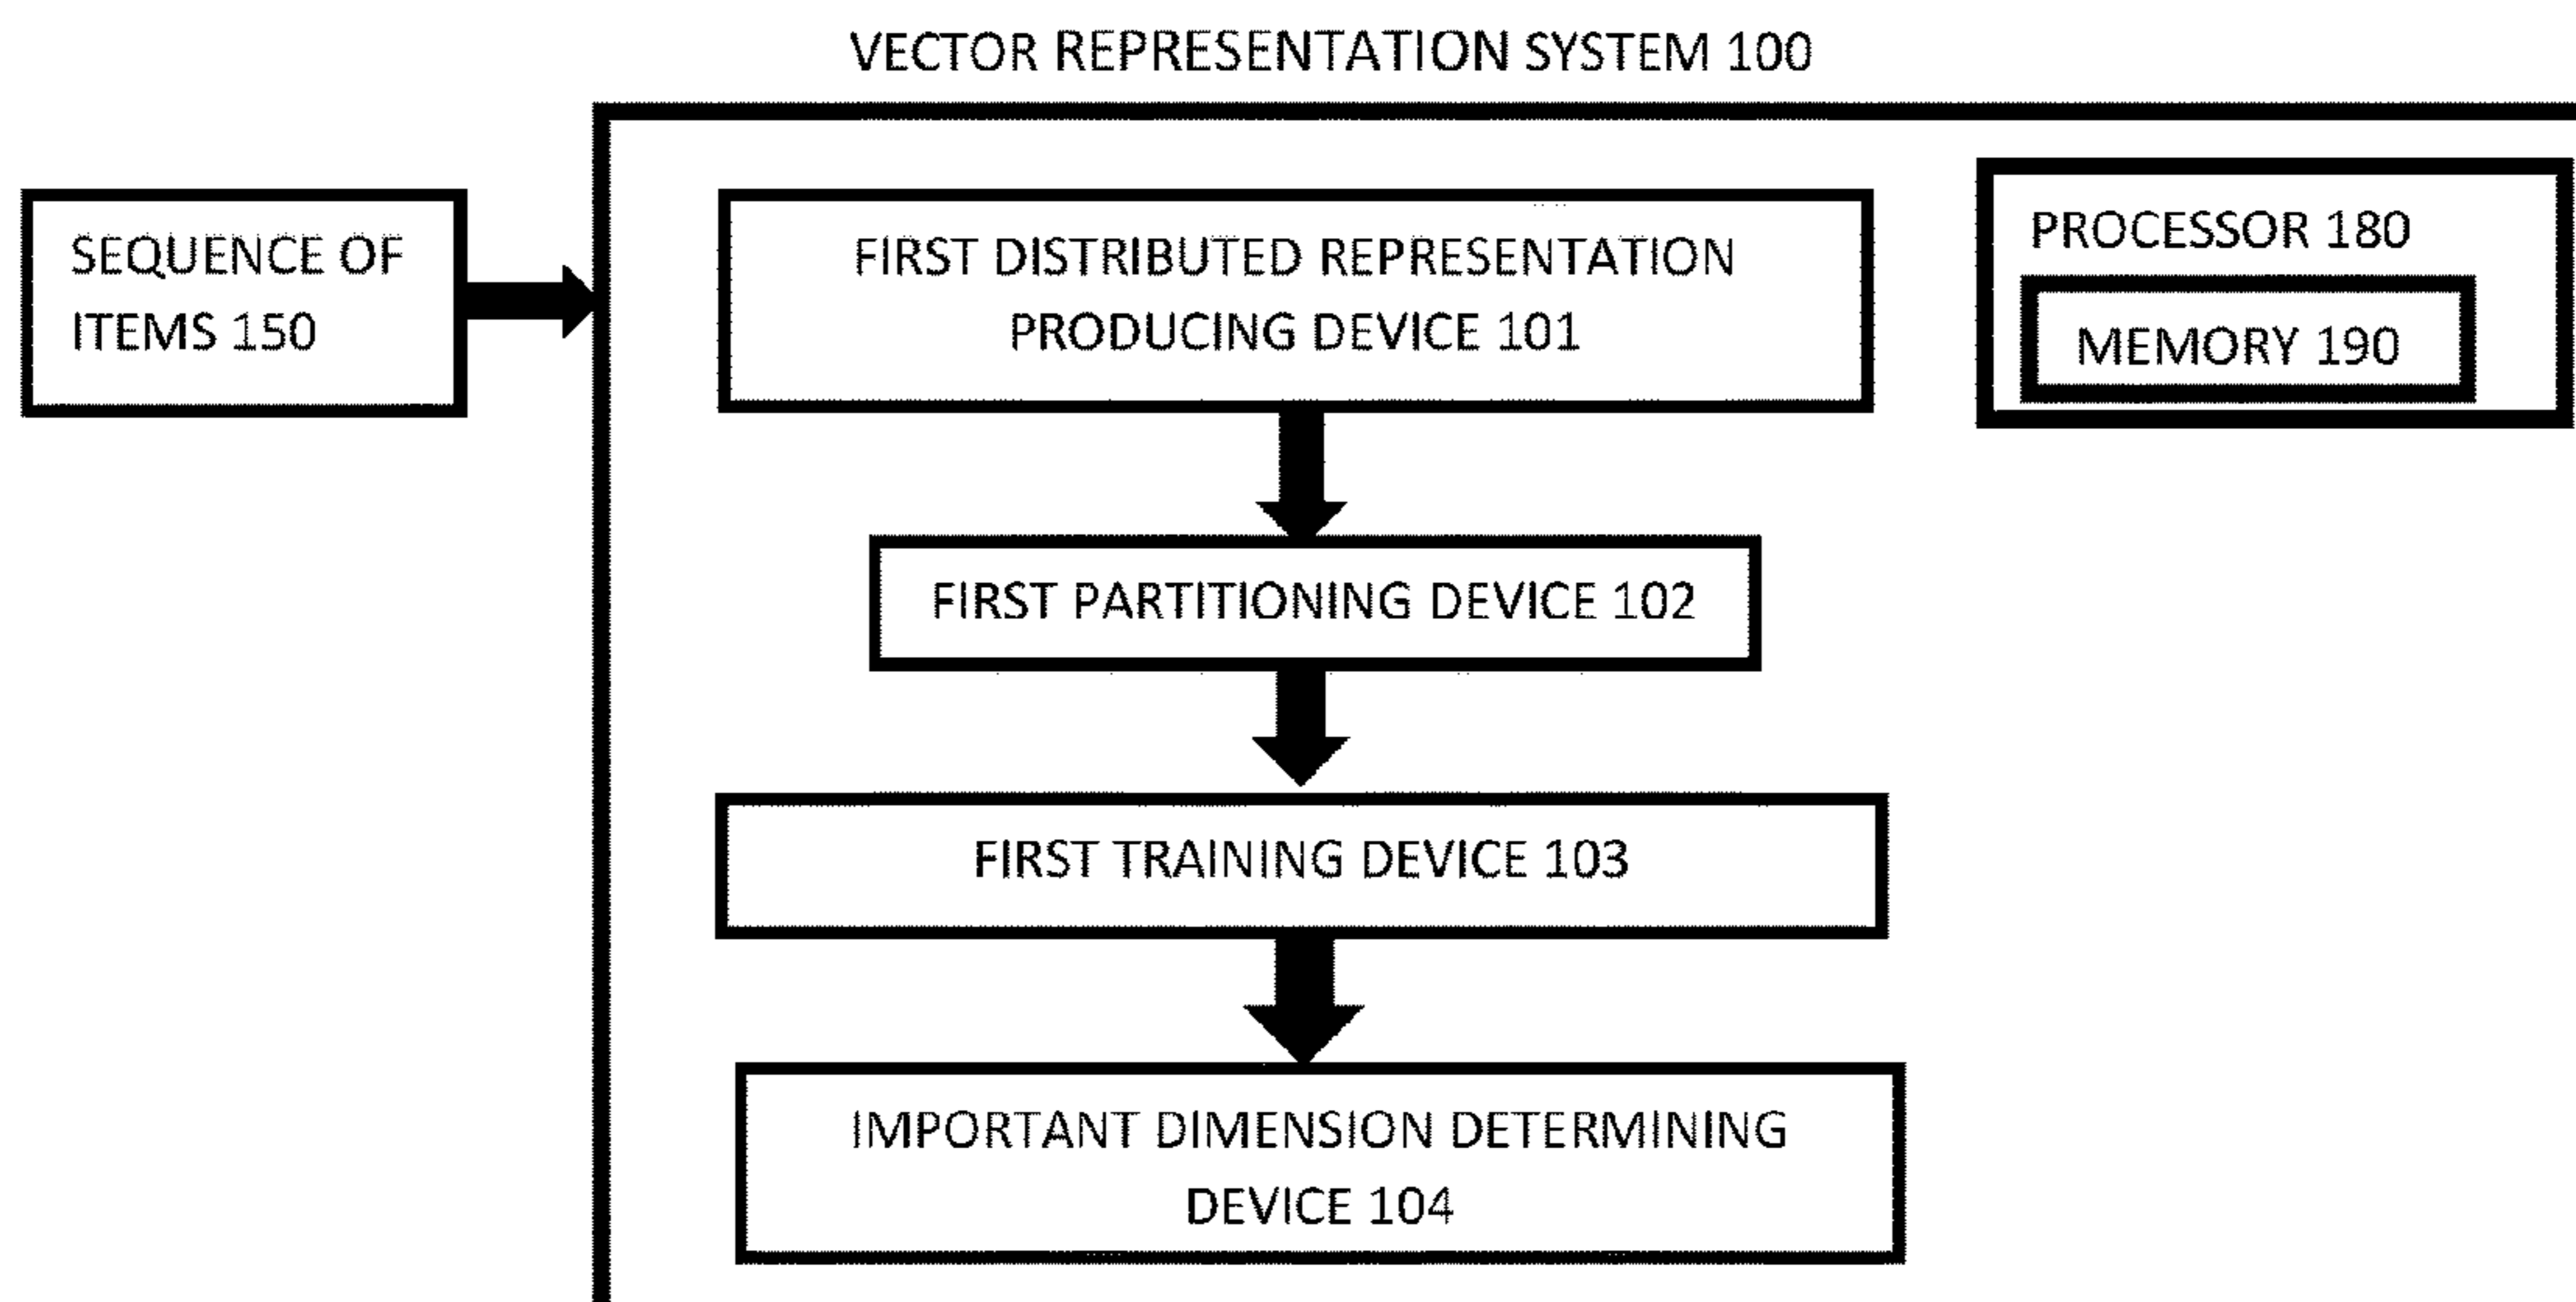 VECTOR REPRESENTATION SYSTEM 100
SEQUENCE OF
ITEMS 150
FIRST DISTRIBUTED REPRESENTATION
PRODUCING DEVICE 101
PROCESSOR 180
MEMORY 190
FIRST PARTITIONING DEVICE 102
FIRST TRAINING DEVICE 103
IMPORTANT DIMENSION DETERMINING
DEVICE 104